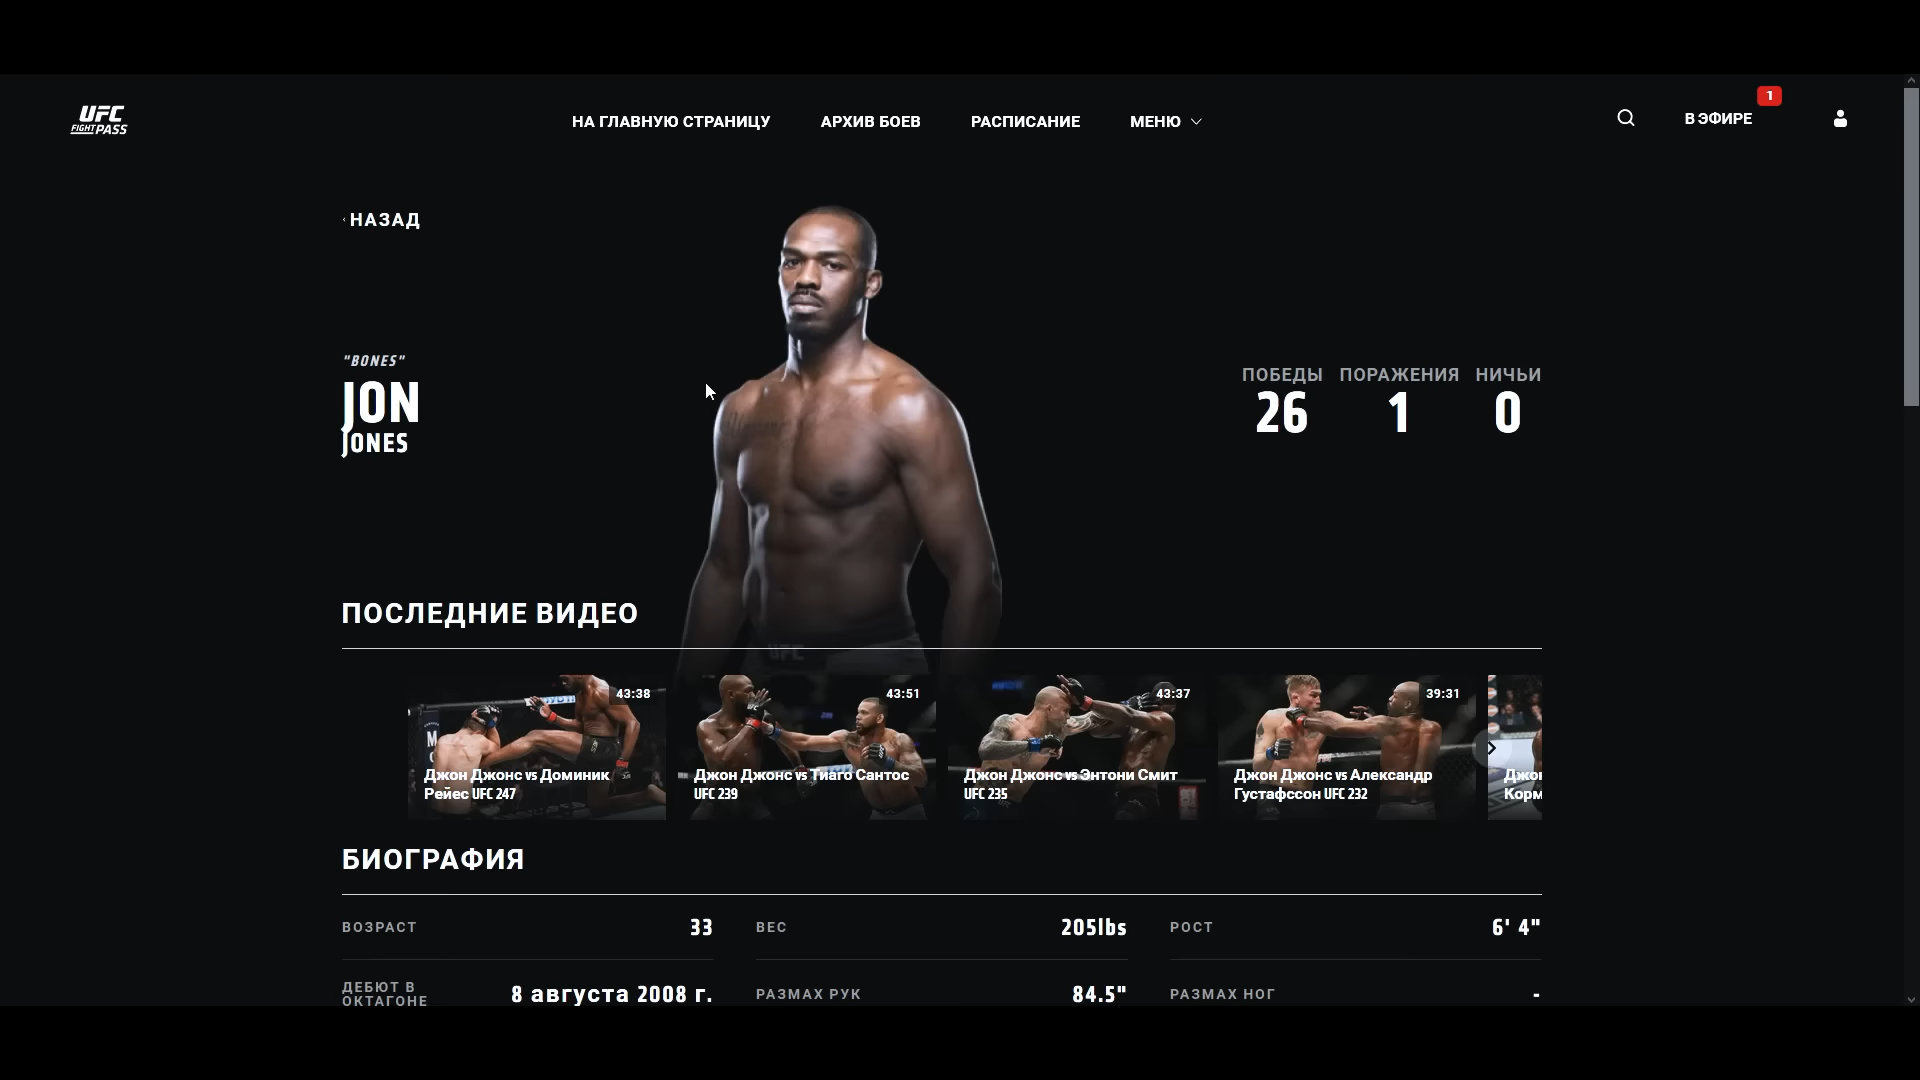 UFC
FIGHT PASS
НА ГЛАВНУЮ СТРАНИЦУ
АРХИВ БОЕВ
РАСПИСАНИЕ
МЕНЮ
В ЭФИРЕ
1
НАЗАД
"BONES"
JON
JONES
ПОБЕДЫ
26
ПОРАЖЕНИЯ
1
НИЧЬИ
0
UFC
ПОСЛЕДНИЕ ВИДЕО
43:38
Джон Джонс vs Доминик
Рейес UFC 247
43:51
Джон Джонс vs Тиаго Сантос
UFC 239
43:37
Джон Джонс vs Энтони Смит
UFC 235
39:31
Джон Джонс vs Александр
Густафссон UFC 232
БИОГРАФИЯ
ВОЗРАСТ
33
ВЕС
205lbs
РОСТ
6' 4"
ДЕБЮТ В
ОКТАГОНЕ
8 августа 2008 г.
РАЗМАХ РУК
84.5"
РАЗМАХ НОГ
-